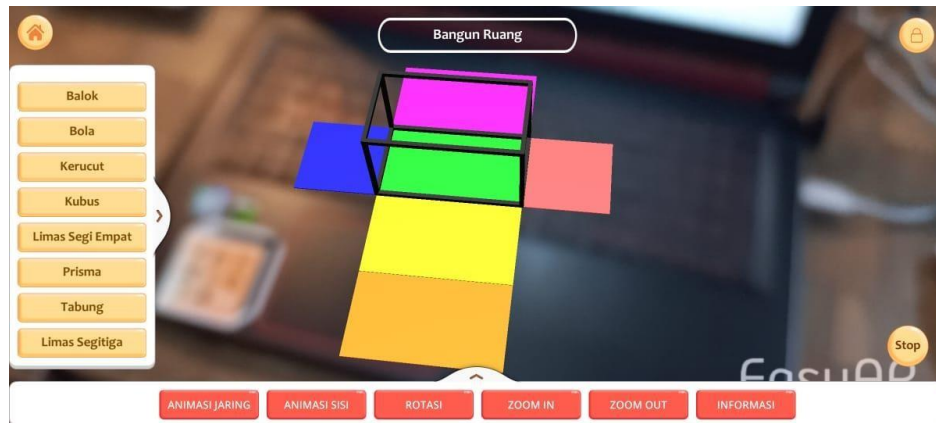 Bangun Ruang
Balok
Bola
Kerucut
Kubus
Limas Segi Empat
Prisma
Tabung
Limas Segitiga
Stop
EasyAR
ANIMASI JARING
ANIMASI SISI
ROTASI
ZOOM IN
ZOOM OUT
INFORMASI